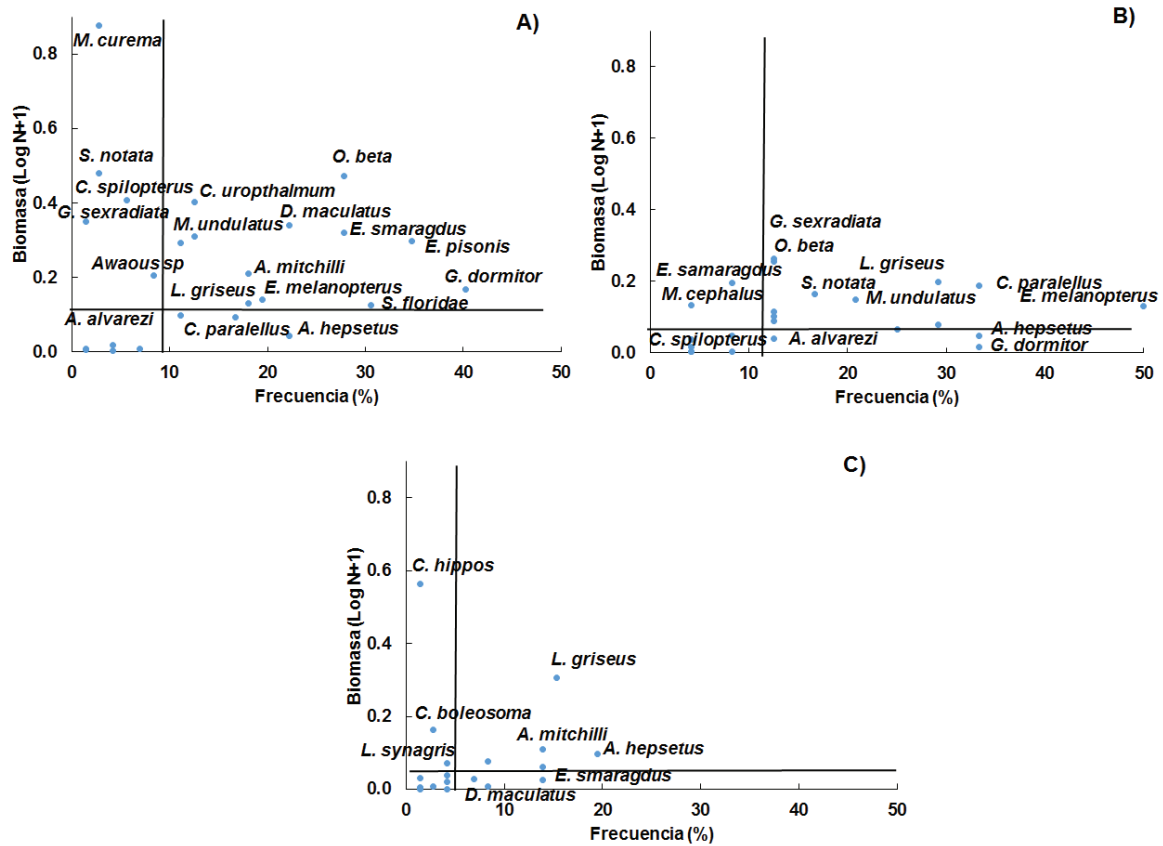 A)
Biomasa (Log N+1)
0.8
0.6
0.4
0.2
0.0
M. curema
S. notata
O. beta
C. spilopterus
C. uropthalmum
G. sexradiata
D. maculatus
M. undulatus
E. smaragdus
E. pisonis
Awaous sp
A. mitchilli
G. dormitor
L. griseus
E. melanopterus
S. floridae
A. alvarezi
C. paralellus
A. hepsetus
0 10 20 30 40 50
Frecuencia (%)
B)
Biomasa (Log N+1)
0.8
0.6
0.4
0.2
0.0
G. sexradiata
O. beta
E. samaragdus
L. griseus
S. notata
C. paralellus
M. cephalus
M. undulatus
E. melanopterus
C. spilopterus
A. alvarezi
A. hepsetus
G. dormitor
0 10 20 30 40 50
Frecuencia (%)
C)
Biomasa (Log N+1)
0.8
0.6
0.4
0.2
0.0
C. hippos
L. griseus
C. boleosoma
A. mitchilli
L. synagris
A. hepsetus
E. smaragdus
D. maculatus
0 10 20 30 40 50
Frecuencia (%)